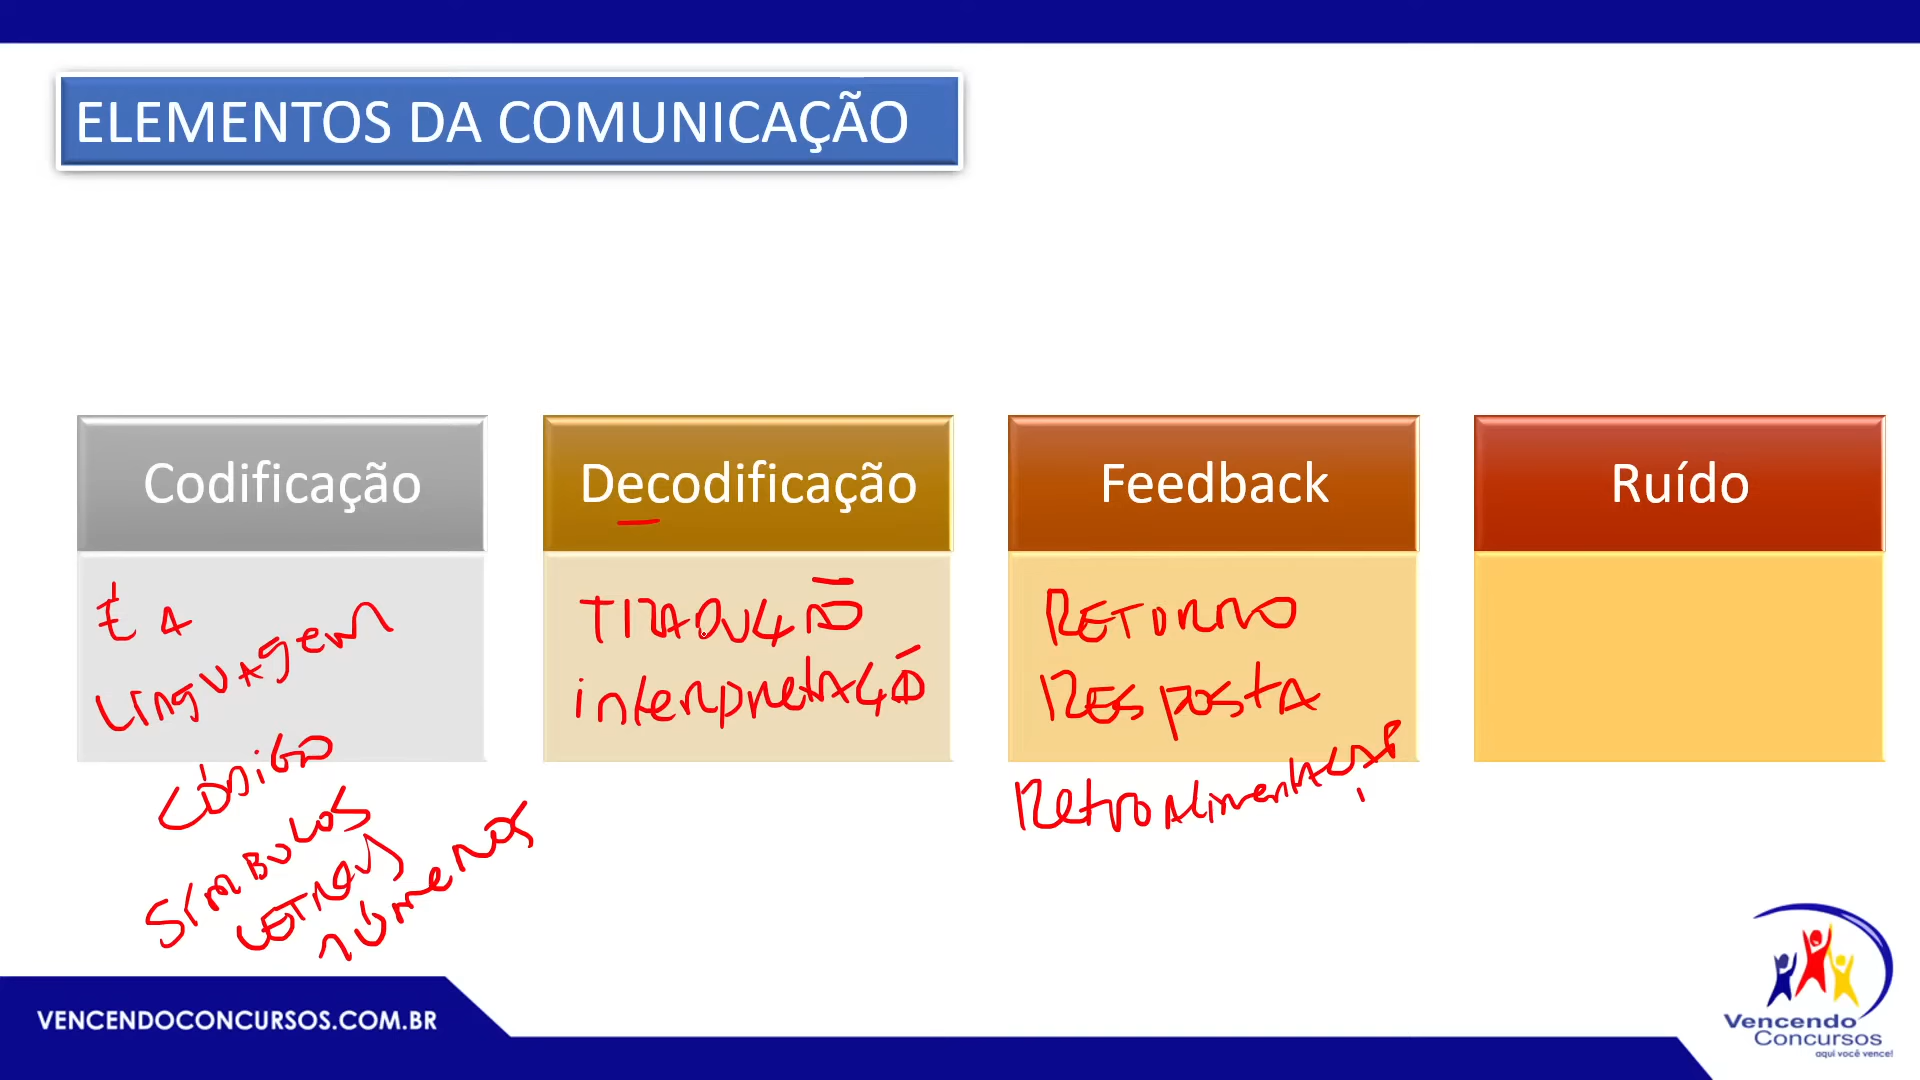 ELEMENTOS DA COMUNICAÇÃO
Codificação
É A
Linguagem
CÓDIGO
SímBULOS
LETRAS
números
Decodificação
TRADUÇÃO
interpretAÇÃO
Feedback
RETORNO
RESPOSTA
RetroAlimentAÇÃO
Ruído
VENCENDOCONCURSOS.COM.BR
Vencendo
Concursos
aqui você vence!